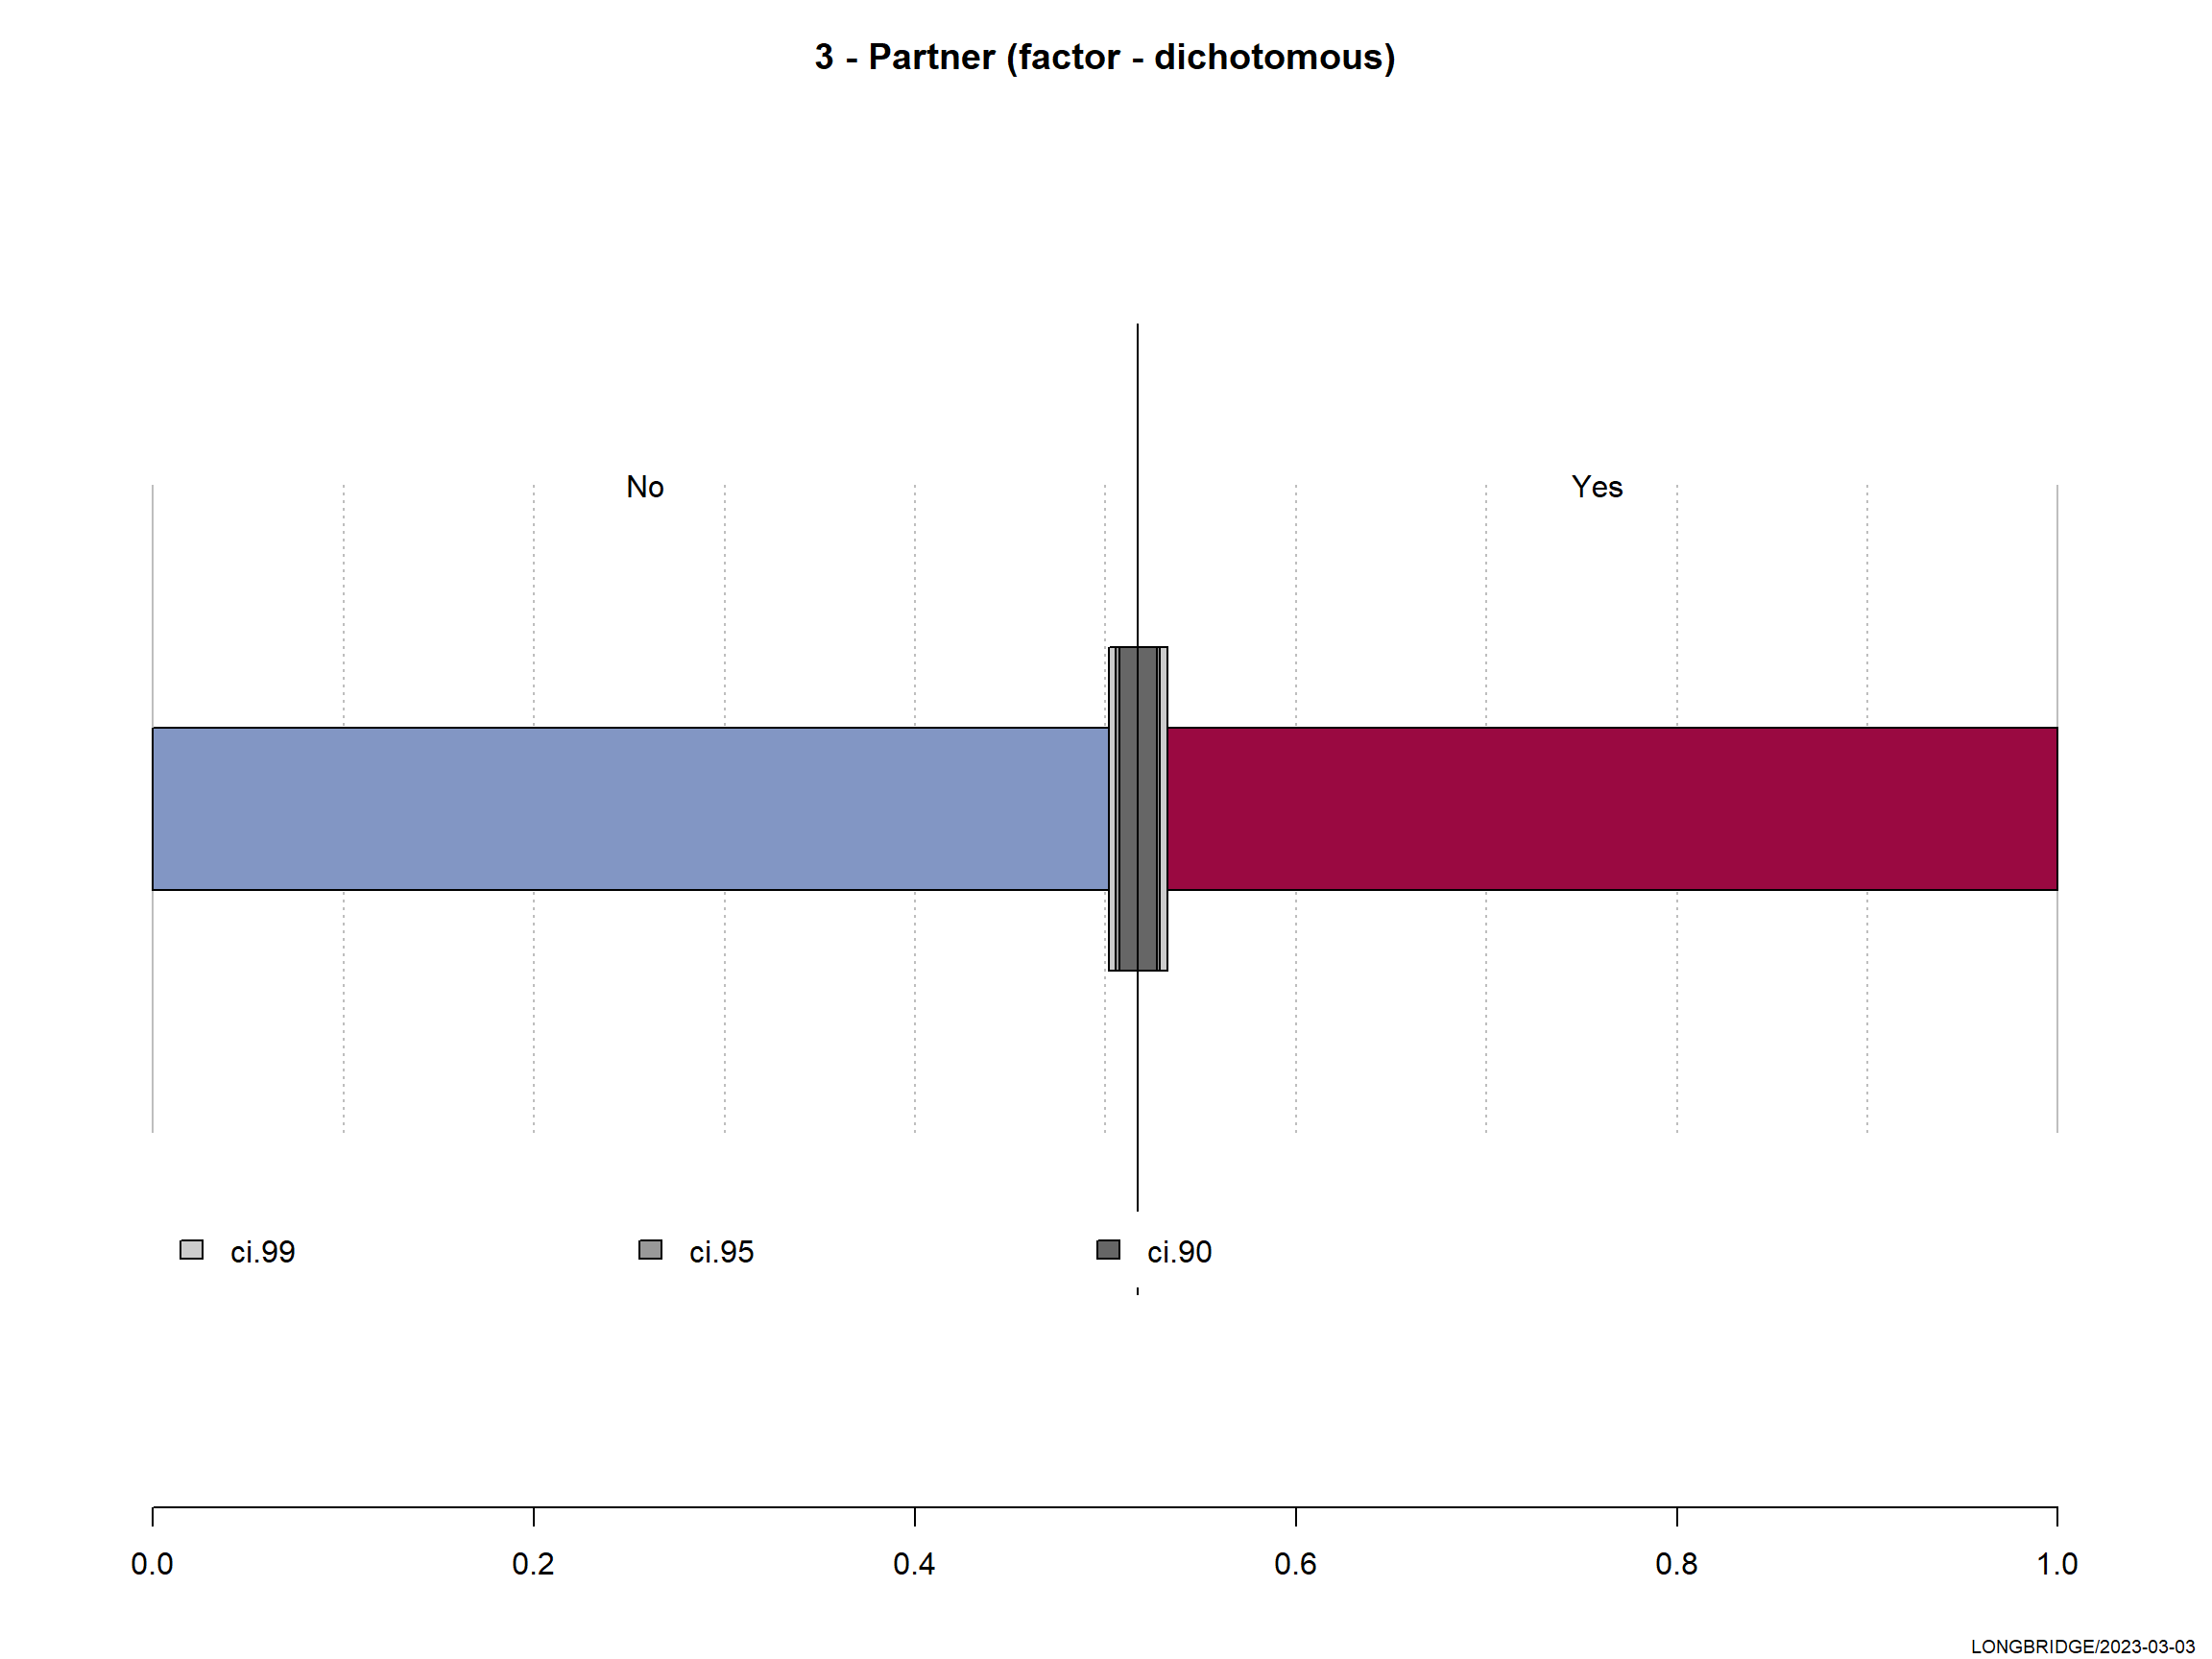 3 - Partner (factor - dichotomous)
No Yes
ci.99 ci.95 ci.90
0.0 0.2 0.4 0.6 0.8 1.0
LONGBRIDGE/2023-03-03